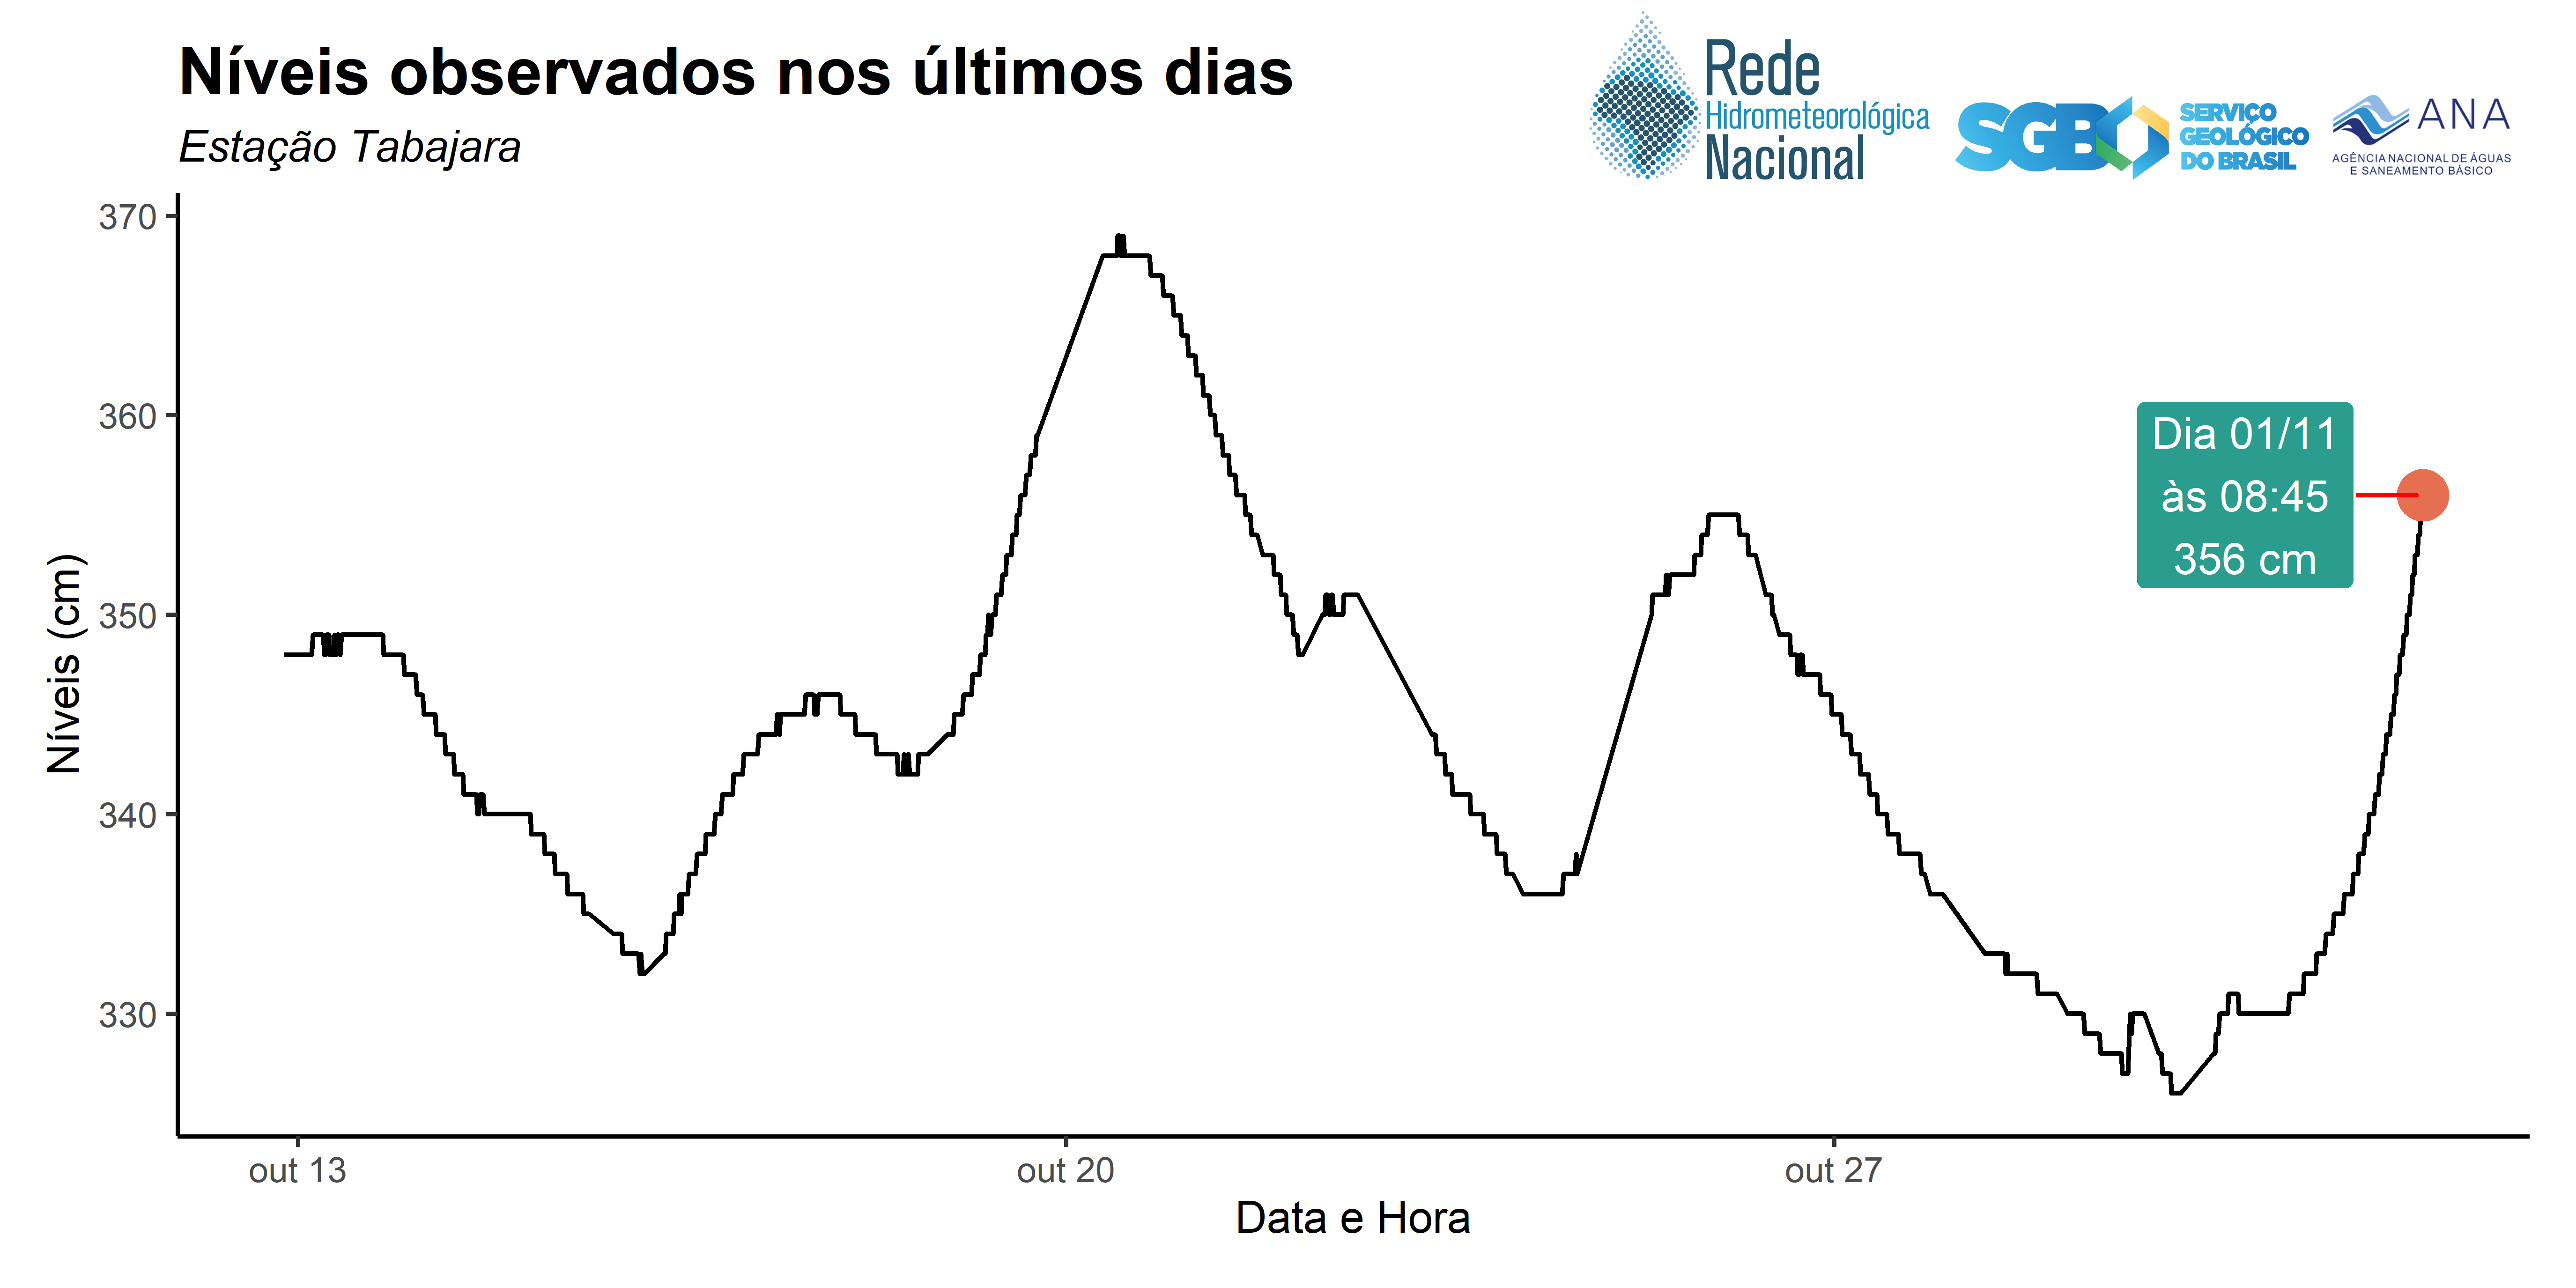 Níveis observados nos últimos dias
Estação Tabajara
Rede
Hidrometeorológica
Nacional
SGB
SERVIÇO
GEOLÓGICO
DO BRASIL
ANA
AGÊNCIA NACIONAL DE ÁGUAS
E SANEAMENTO BÁSICO
Níveis (cm)
370
360
350
340
330
Dia 01/11
às 08:45
356 cm
out 13
out 20
out 27
Data e Hora